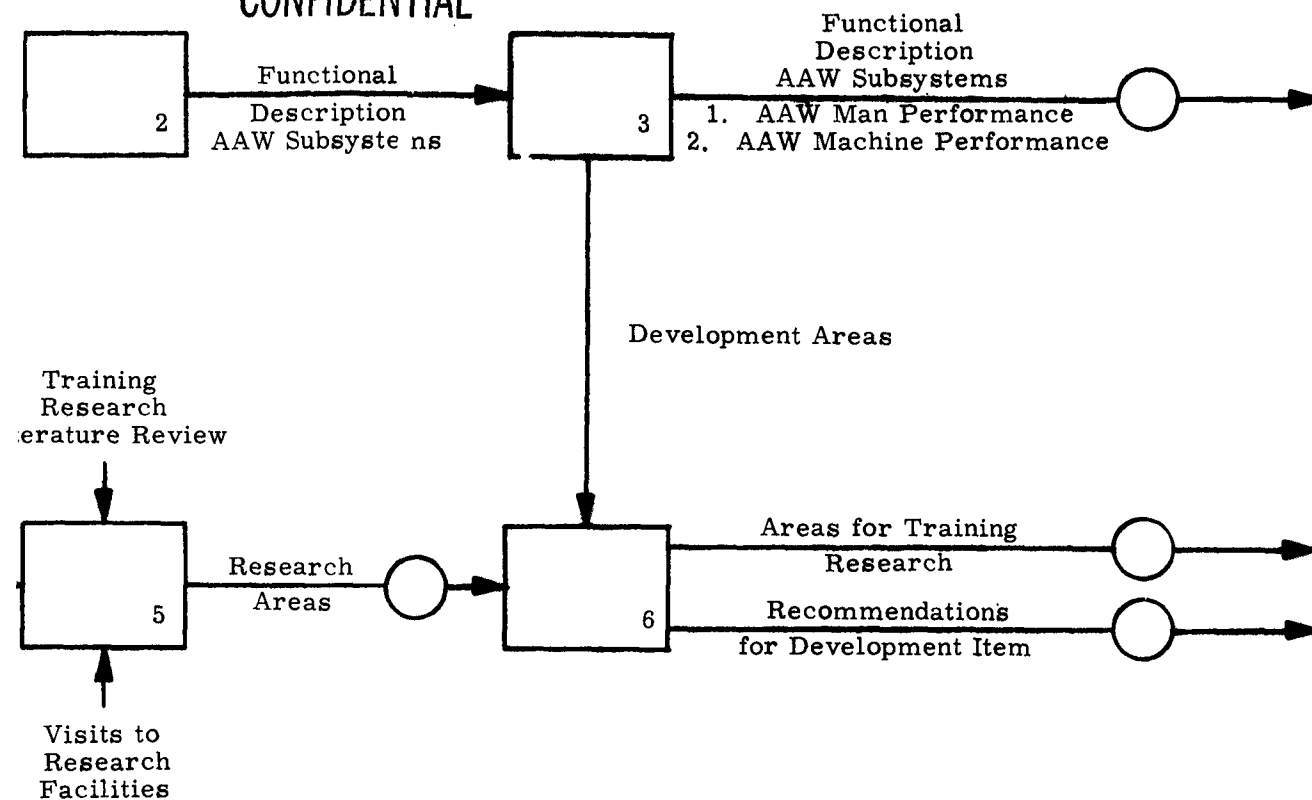 CONFIDENTIAL
Functional
Description
AAW Subsyste ns
2
3
Functional
Description
AAW Subsystems
1. AAW Man Performance
2. AAW Machine Performance
Development Areas
Training
Research
erature Review
5
Research
Areas
6
Areas for Training
Research
Recommendations
for Development Item
Visits to
Research
Facilities